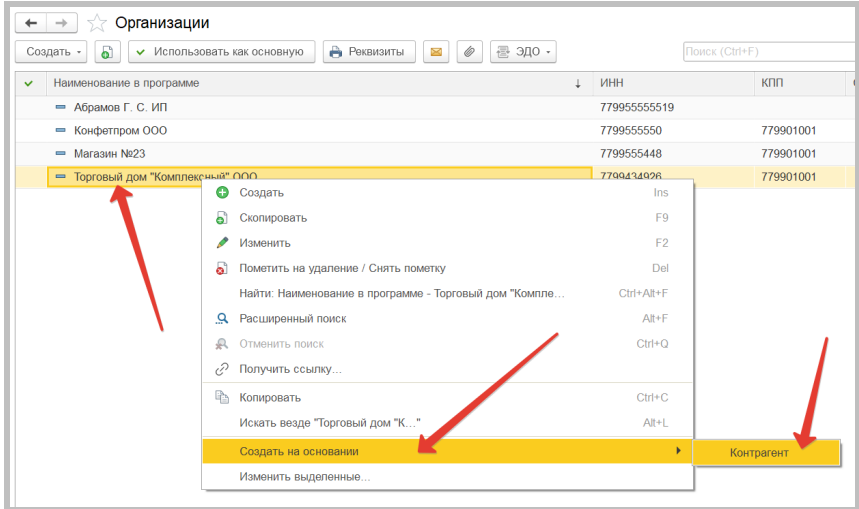 Организации
Создать Использовать как основную Реквизиты ЭДО Поиск (Ctrl+F)
Наименование в программе ↓ ИНН КПП
Абрамов Г. С. ИП 779955555519
Конфетпром ООО 7799555550 779901001
Магазин №23 7799555448 779901001
Торговый дом "Комплексный" ООО 7799434926 779901001
Создать Ins
Скопировать F9
Изменить F2
Пометить на удаление / Снять пометку Del
Найти: Наименование в программе - Торговый дом "Компле... Ctrl+Alt+F
Расширенный поиск Alt+F
Отменить поиск Ctrl+Q
Получить ссылку...
Копировать Ctrl+C
Искать везде "Торговый дом "К..." Alt+L
Создать на основании Контрагент
Изменить выделенные...